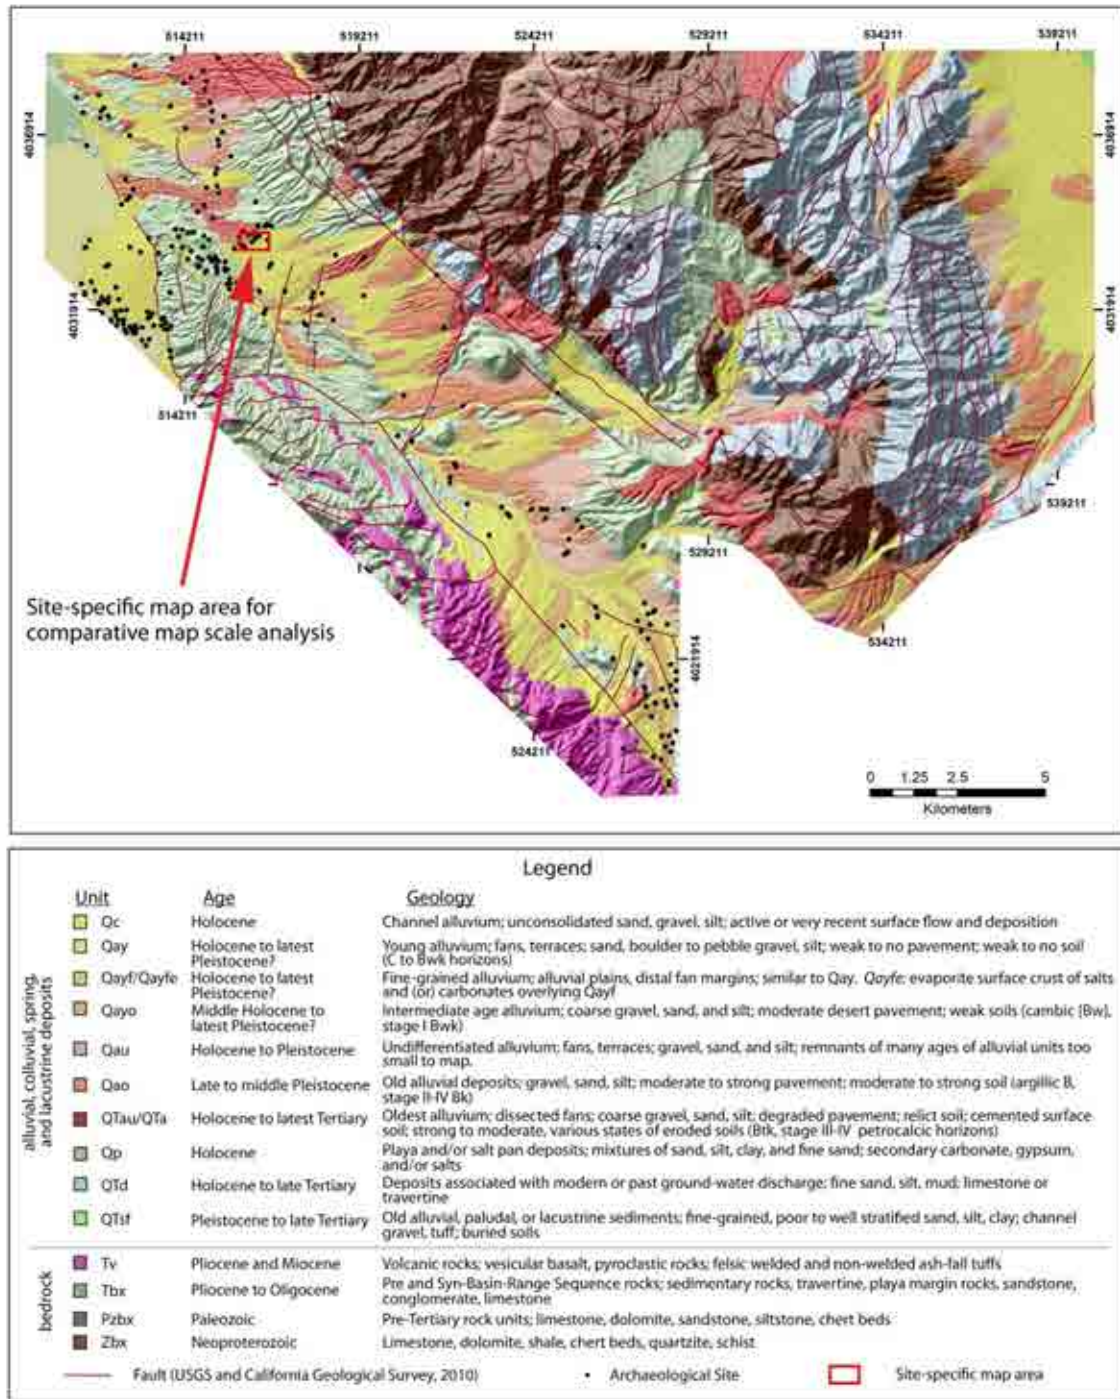 514211 519211 524211 529211 534211 539211
4036914 4036914
4031914 4031914
514211
539211
529211
Site-specific map area for
comparative map scale analysis
534211
4021914
524211
0 1.25 2.5 5
Kilometers
Legend
Unit Age Geology
alluvial, colluvial, spring,
and lacustrine deposits
Qc Holocene Channel alluvium; unconsolidated sand, gravel, silt; active or very recent surface flow and deposition
Qay Holocene to latest Young alluvium; fans, terraces; sand, boulder to pebble gravel, silt; weak to no pavement; weak to no soil
Pleistocene? (C to Bwk horizons)
Qayf/Qayfe Holocene to latest Fine-grained alluvium; alluvial plains, distal fan margins; similar to Qay. Qayfe: evaporite surface crust of salts
Pleistocene? and (or) carbonates overlying Qayf
Qayo Middle Holocene to Intermediate age alluvium; coarse gravel, sand, and silt; moderate desert pavement; weak soils (cambic [Bw],
latest Pleistocene? stage I Bwk)
Qau Holocene to Pleistocene Undifferentiated alluvium; fans, terraces; gravel, sand, and silt; remnants of many ages of alluvial units too
small to map.
Qao Late to middle Pleistocene Old alluvial deposits; gravel, sand, silt; moderate to strong pavement; moderate to strong soil (argillic B,
stage II-IV Bk)
QTau/QTa Holocene to latest Tertiary Oldest alluvium; dissected fans; coarse gravel, sand, silt; degraded pavement; relict soil; cemented surface
soil; strong to moderate, various states of eroded soils (Btk, stage III-IV petrocalcic horizons)
Qp Holocene Playa and/or salt pan deposits; mixtures of sand, silt, clay, and fine sand; secondary carbonate, gypsum,
and/or salts
QTd Holocene to late Tertiary Deposits associated with modern or past ground-water discharge; fine sand, silt, mud; limestone or
travertine
QTsf Pleistocene to late Tertiary Old alluvial, paludal, or lacustrine sediments; fine-grained, poor to well stratified sand, silt, clay; channel
gravel, tuff; buried soils
bedrock
Tv Pliocene and Miocene Volcanic rocks; vesicular basalt, pyroclastic rocks; felsic welded and non-welded ash-fall tuffs
Tbx Pliocene to Oligocene Pre and Syn-Basin-Range Sequence rocks; sedimentary rocks, travertine, playa margin rocks, sandstone,
conglomerate, limestone
Pzbx Paleozoic Pre-Tertiary rock units; limestone, dolomite, sandstone, siltstone, chert beds
Zbx Neoproterozoic Limestone, dolomite, shale, chert beds, quartzite, schist
Fault (USGS and California Geological Survey, 2010) Archaeological Site Site-specific map area